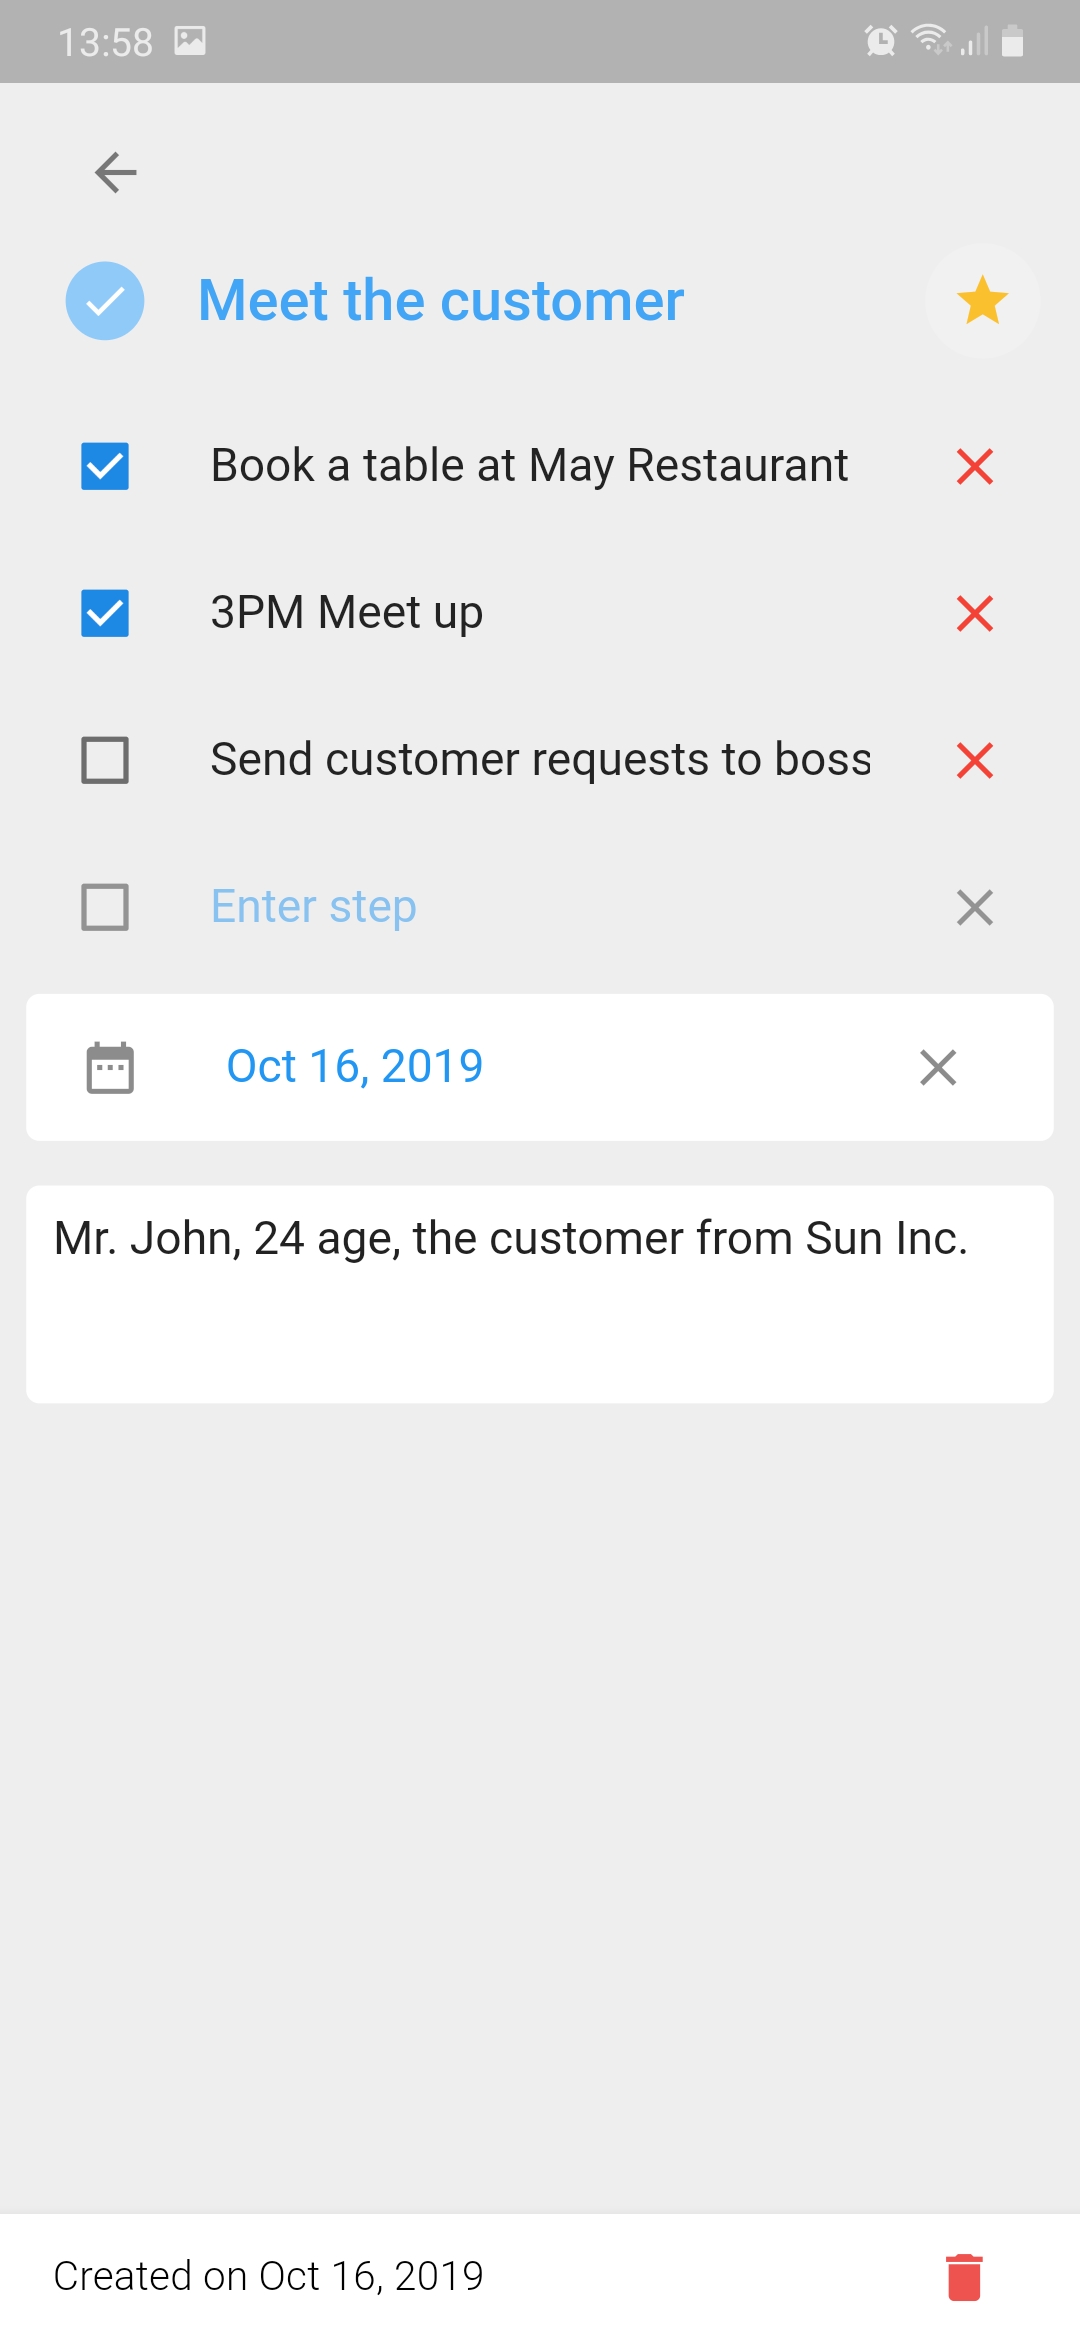 13:58
Meet the customer
Book a table at May Restaurant
3PM Meet up
Send customer requests to boss
Enter step
Oct 16, 2019
Mr. John, 24 age, the customer from Sun Inc.
Created on Oct 16, 2019